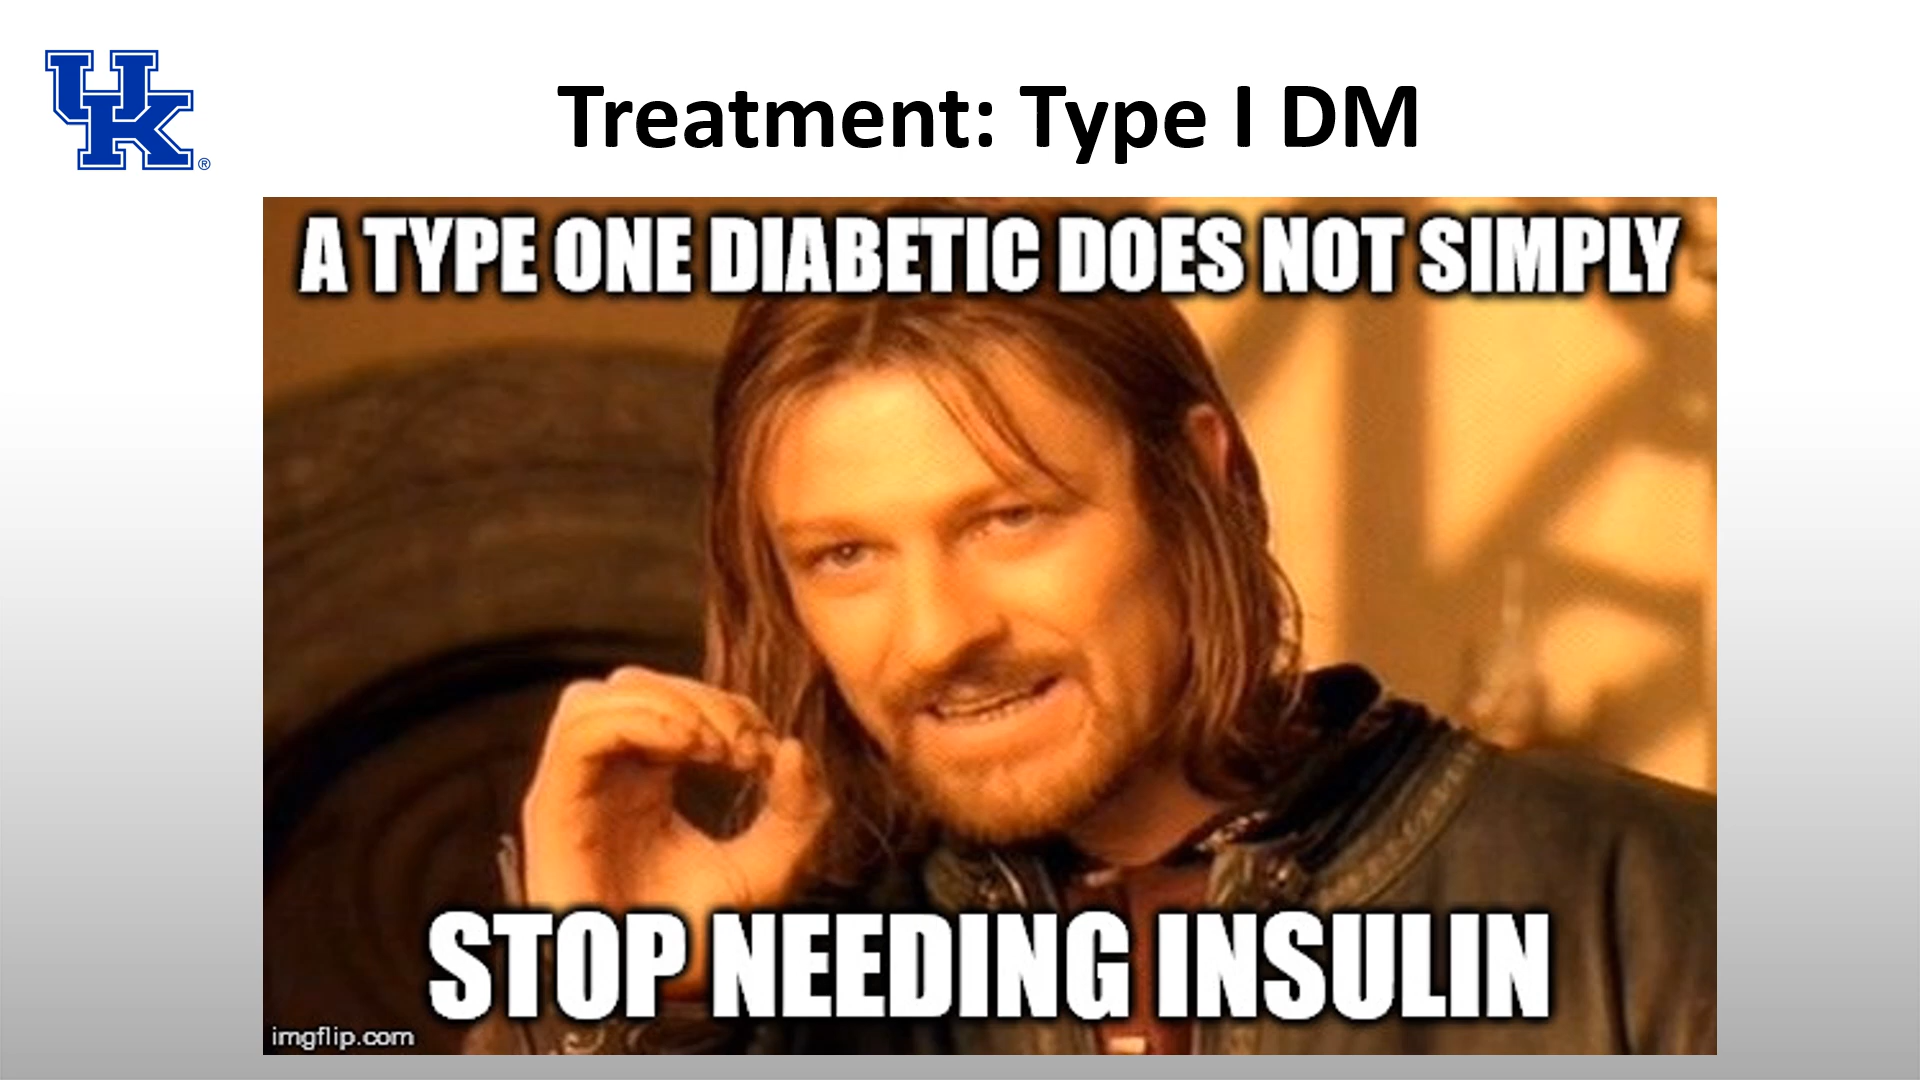 UK®
Treatment: Type I DM
A TYPE ONE DIABETIC DOES NOT SIMPLY
STOP NEEDING INSULIN
imgflip.com